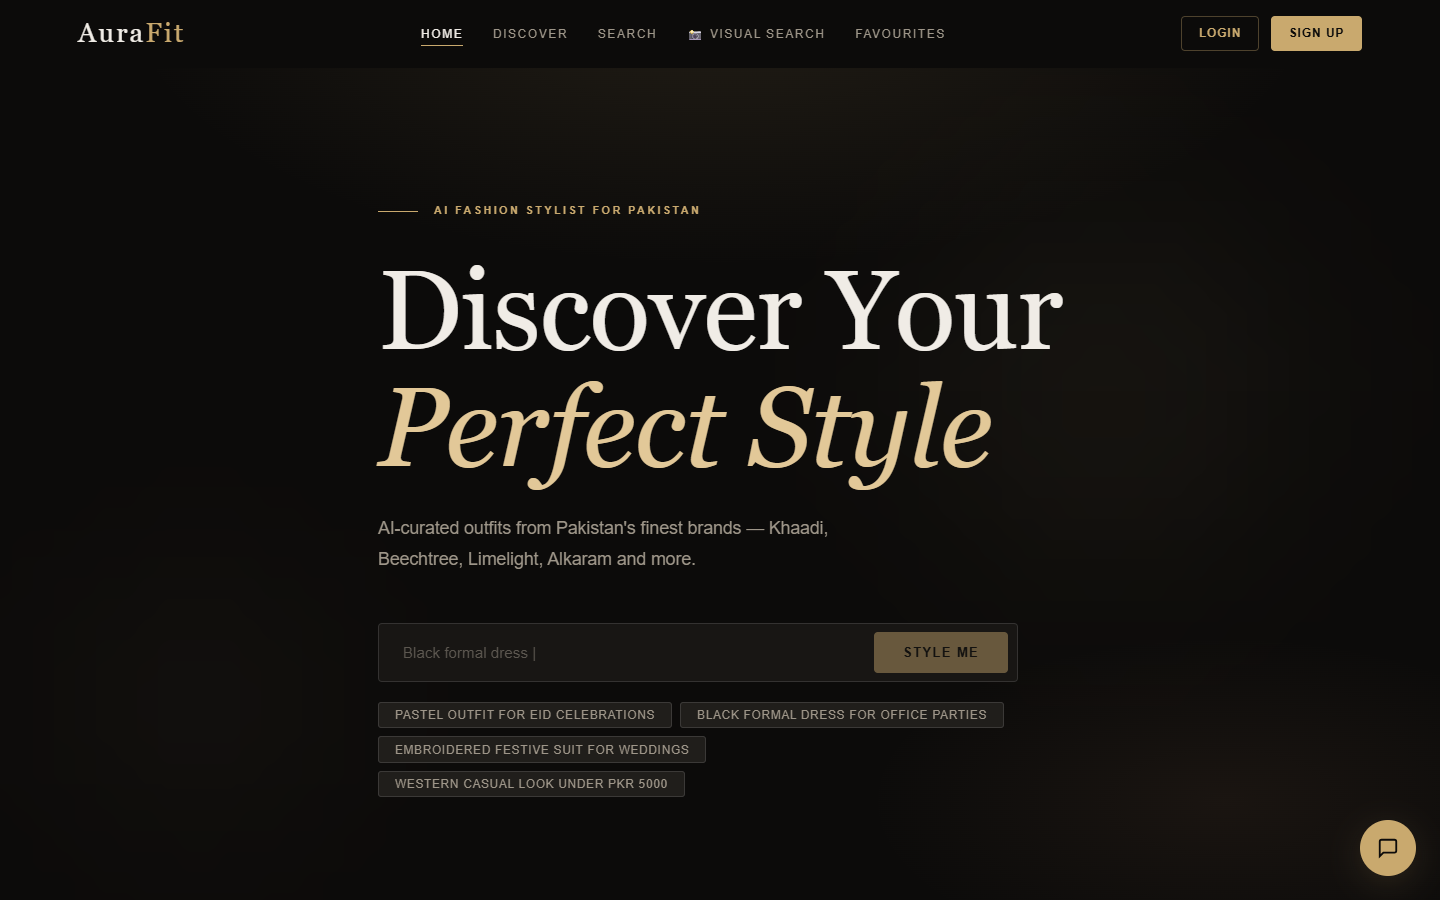 AuraFit
HOME
DISCOVER
SEARCH
VISUAL SEARCH
FAVOURITES
LOGIN
SIGN UP
AI FASHION STYLIST FOR PAKISTAN
Discover Your
Perfect Style
AI-curated outfits from Pakistan's finest brands — Khaadi,
Beechtree, Limelight, Alkaram and more.
Black formal dress |
STYLE ME
PASTEL OUTFIT FOR EID CELEBRATIONS
BLACK FORMAL DRESS FOR OFFICE PARTIES
EMBROIDERED FESTIVE SUIT FOR WEDDINGS
WESTERN CASUAL LOOK UNDER PKR 5000